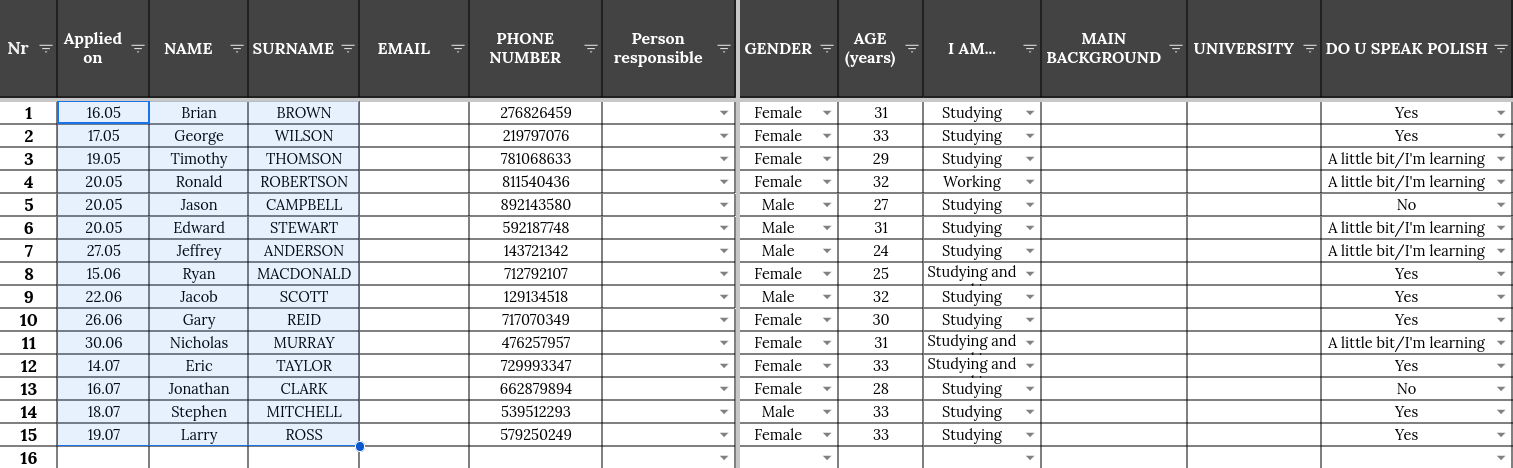 Nr Applied on NAME SURNAME EMAIL PHONE NUMBER Person responsible GENDER AGE (years) I AM... MAIN BACKGROUND UNIVERSITY DO U SPEAK POLISH
1 16.05 Brian BROWN 276826459 Female 31 Studying Yes
2 17.05 George WILSON 219797076 Female 33 Studying Yes
3 19.05 Timothy THOMSON 781068633 Female 29 Studying A little bit/I'm learning
4 20.05 Ronald ROBERTSON 811540436 Female 32 Working A little bit/I'm learning
5 20.05 Jason CAMPBELL 892143580 Male 27 Studying No
6 20.05 Edward STEWART 592187748 Male 31 Studying A little bit/I'm learning
7 27.05 Jeffrey ANDERSON 143721342 Male 24 Studying A little bit/I'm learning
8 15.06 Ryan MACDONALD 712792107 Female 25 Studying and Yes
9 22.06 Jacob SCOTT 129134518 Male 32 Studying Yes
10 26.06 Gary REID 717070349 Female 30 Studying Yes
11 30.06 Nicholas MURRAY 476257957 Female 31 Studying and A little bit/I'm learning
12 14.07 Eric TAYLOR 729993347 Female 33 Studying and Yes
13 16.07 Jonathan CLARK 662879894 Female 28 Studying No
14 18.07 Stephen MITCHELL 539512293 Male 33 Studying Yes
15 19.07 Larry ROSS 579250249 Female 33 Studying Yes
16